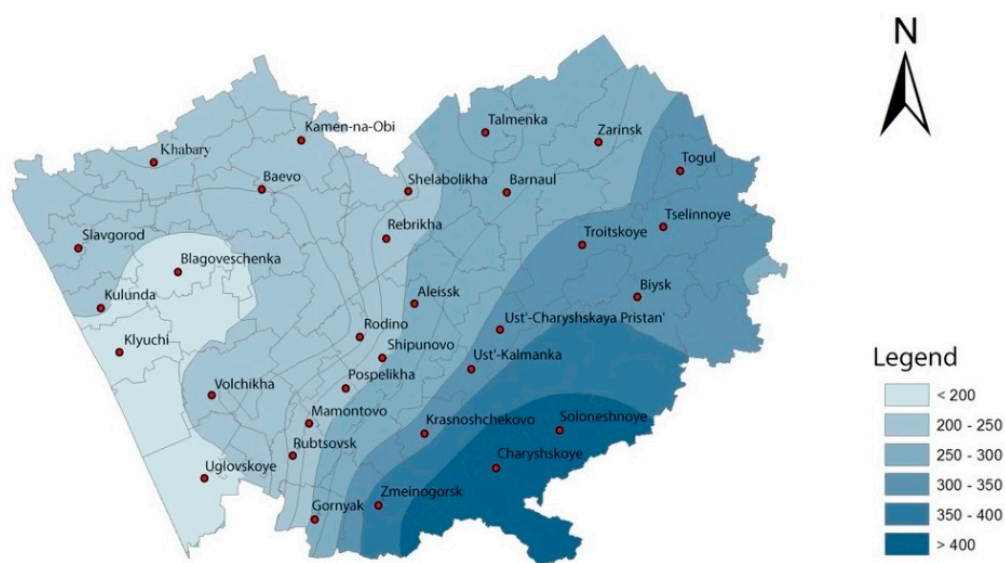 N
Talmenka
Kamen-na-Obi
Zarinsk
Khabary
Togul
Baevo
Shelabolikha
Barnaul
Tselinnoye
Rebrikha
Troitskoye
Slavgorod
Blagoveschenka
Biysk
Kulunda
Aleissk
Ust'-Charyshskaya Pristan'
Rodino
Klyuchi
Shipunovo
Ust'-Kalmanka
Pospelikha
Volchikha
Mamontovo
Krasnoshchekovo
Soloneshnoye
Rubtsovsk
Uglovskoye
Charyshskoye
Zmeinogorsk
Gornyak
Legend
< 200
200 - 250
250 - 300
300 - 350
350 - 400
> 400